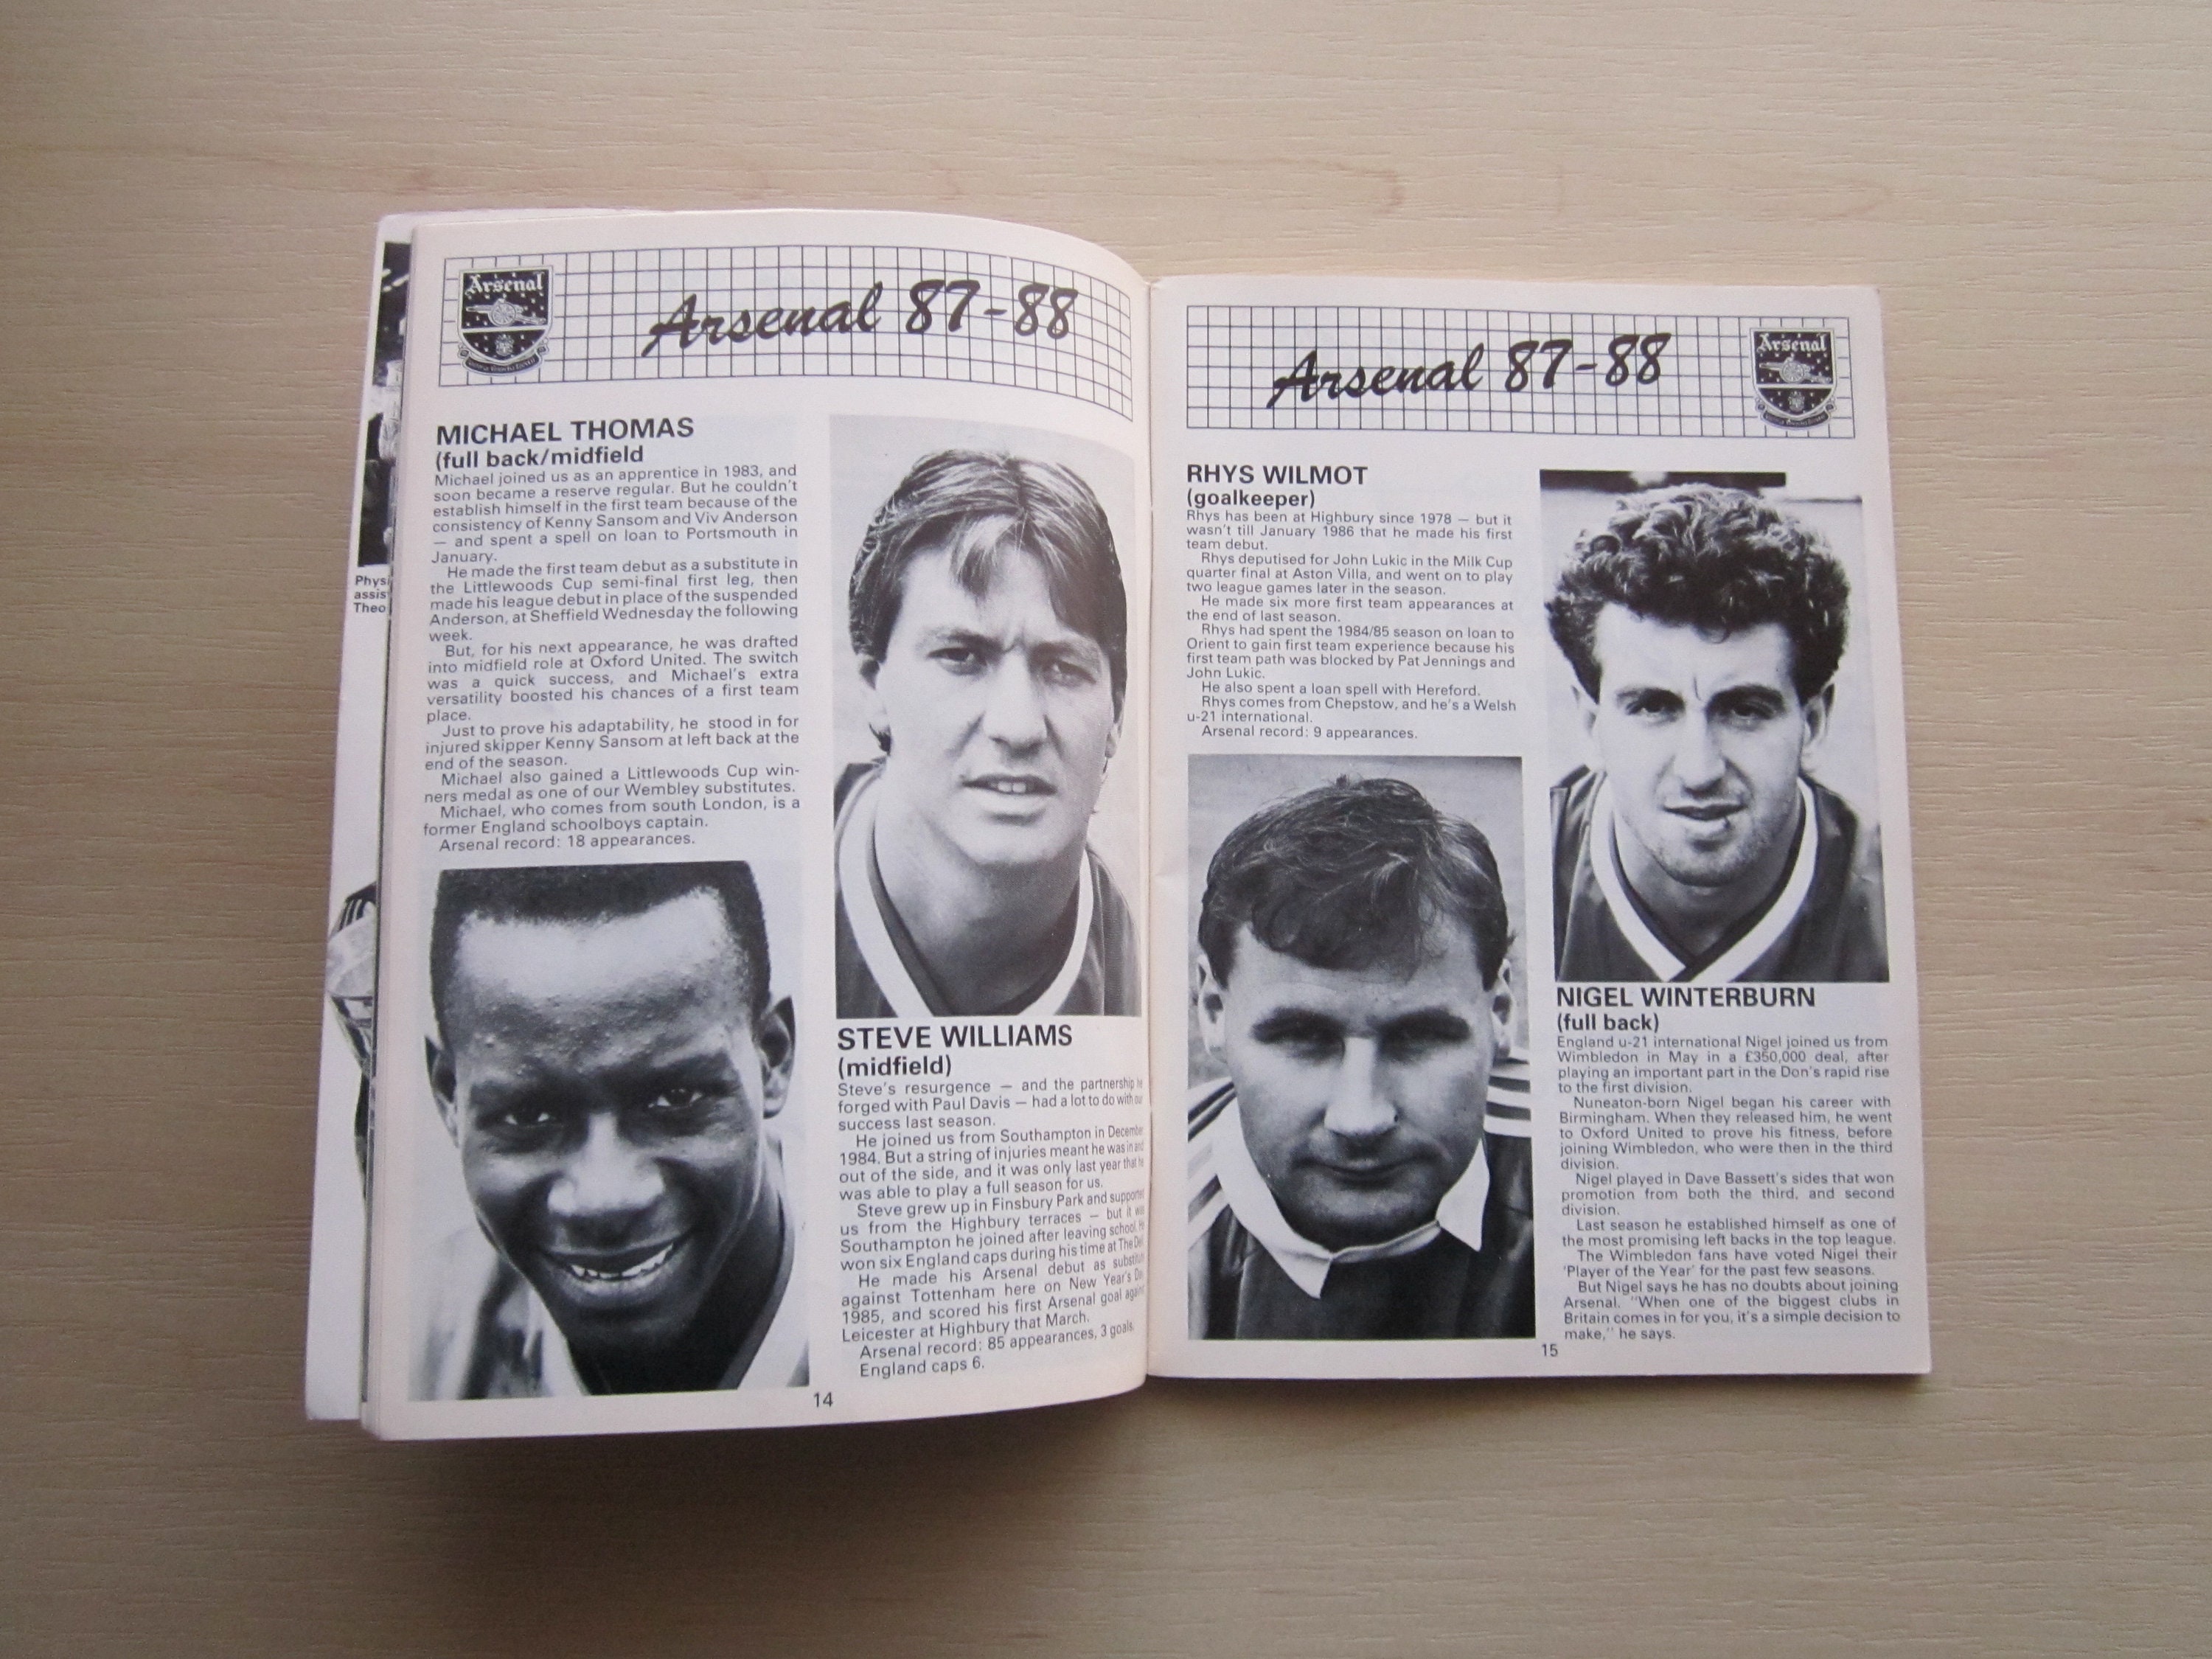 Arsenal
Arsenal 87-88
MICHAEL THOMAS
(full back/midfield
Michael joined us as an apprentice in 1983, and
soon became a reserve regular. But he couldn't
establish himself in the first team because of the
consistency of Kenny Sansom and Viv Anderson
— and spent a spell on loan to Portsmouth in
January.
He made the first team debut as a substitute in
the Littlewoods Cup semi-final first leg, then
made his league debut in place of the suspended
Anderson, at Sheffield Wednesday the following
week.
But, for his next appearance, he was drafted
into midfield role at Oxford United. The switch
was a quick success, and Michael's extra
versatility boosted his chances of a first team
place.
Just to prove his adaptability, he stood in for
injured skipper Kenny Sansom at left back at the
end of the season.
Michael also gained a Littlewoods Cup win-
ners medal as one of our Wembley substitutes.
Michael, who comes from south London, is a
former England schoolboys captain.
Arsenal record: 18 appearances.
STEVE WILLIAMS
(midfield)
Steve's resurgence — and the partnership he
forged with Paul Davis — had a lot to do with our
success last season.
He joined us from Southampton in December
1984. But a string of injuries meant he was in and
out of the side, and it was only last year that he
was able to play a full season for us.
Steve grew up in Finsbury Park and supported
us from the Highbury terraces — but it was
Southampton he joined after leaving school. He
won six England caps during his time at The Dell.
He made his Arsenal debut as substitute
against Tottenham here on New Year's Day
1985, and scored his first Arsenal goal against
Leicester at Highbury that March.
Arsenal record: 85 appearances, 3 goals.
England caps 6.
14
Physi
assis
Theo
Arsenal 87-88
Arsenal
RHYS WILMOT
(goalkeeper)
Rhys has been at Highbury since 1978 — but it
wasn't till January 1986 that he made his first
team debut.
Rhys deputised for John Lukic in the Milk Cup
quarter final at Aston Villa, and went on to play
two league games later in the season.
He made six more first team appearances at
the end of last season.
Rhys had spent the 1984/85 season on loan to
Orient to gain first team experience because his
first team path was blocked by Pat Jennings and
John Lukic.
He also spent a loan spell with Hereford.
Rhys comes from Chepstow, and he's a Welsh
u-21 international.
Arsenal record: 9 appearances.
NIGEL WINTERBURN
(full back)
England u-21 international Nigel joined us from
Wimbledon in May in a £350,000 deal, after
playing an important part in the Don's rapid rise
to the first division.
Nuneaton-born Nigel began his career with
Birmingham. When they released him, he went
to Oxford United to prove his fitness, before
joining Wimbledon, who were then in the third
division.
Nigel played in Dave Bassett's sides that won
promotion from both the third, and second
division.
Last season he established himself as one of
the most promising left backs in the top league.
The Wimbledon fans have voted Nigel their
'Player of the Year' for the past few seasons.
But Nigel says he has no doubts about joining
Arsenal. "When one of the biggest clubs in
Britain comes in for you, it's a simple decision to
make," he says.
15